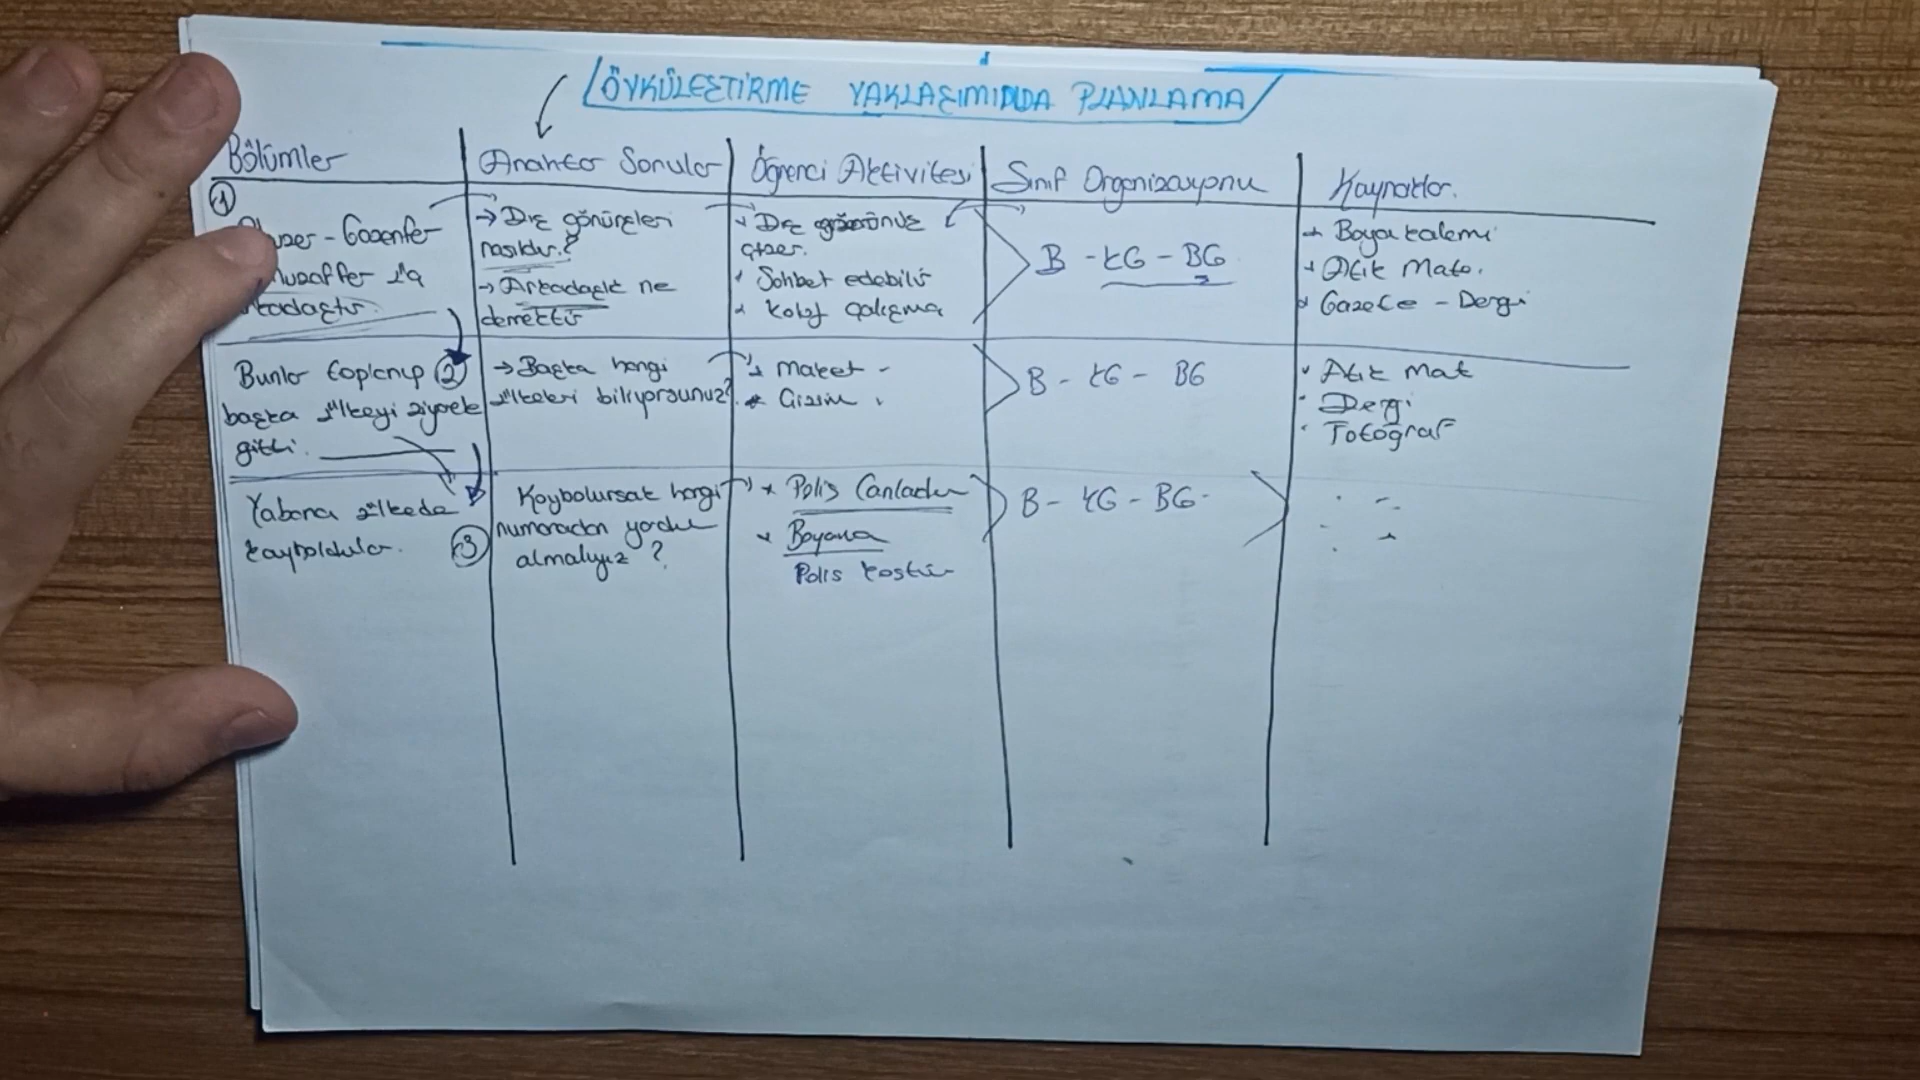 ÖYKÜLEŞTİRME YAKLAŞIMINDA PLANLAMA
Bölümler
Anahtar Sorular
Öğrenci Aktivitesi
Sınıf Organizasyonu
Kaynaklar.
1
- Gazanfer
Muzaffer
→ Dış görünüşleri
nasıldır?
→ Arkadaşlık ne
demektir
Dış görünüş
çizer.
Sohbet edebilir
Kolaj çalışma
B - KG - BG
Boya kalemi
Atık Mat.
Gazete - Dergi
Bunlar toplanıp 2
başka ülkeyi ziyarete
gitti.
→ Başka hangi
ülkeleri biliyorsunuz?
Maket -
Çizim
B - KG - BG
Atık Mat
Dergi
Fotoğraf
Yabancı ülkede
kayboldular.
3
Kaybolursak hangi
numaradan yardım
almalıyız?
Polis Canlandır
Boyama
Polis kostüm
B - KG - BG